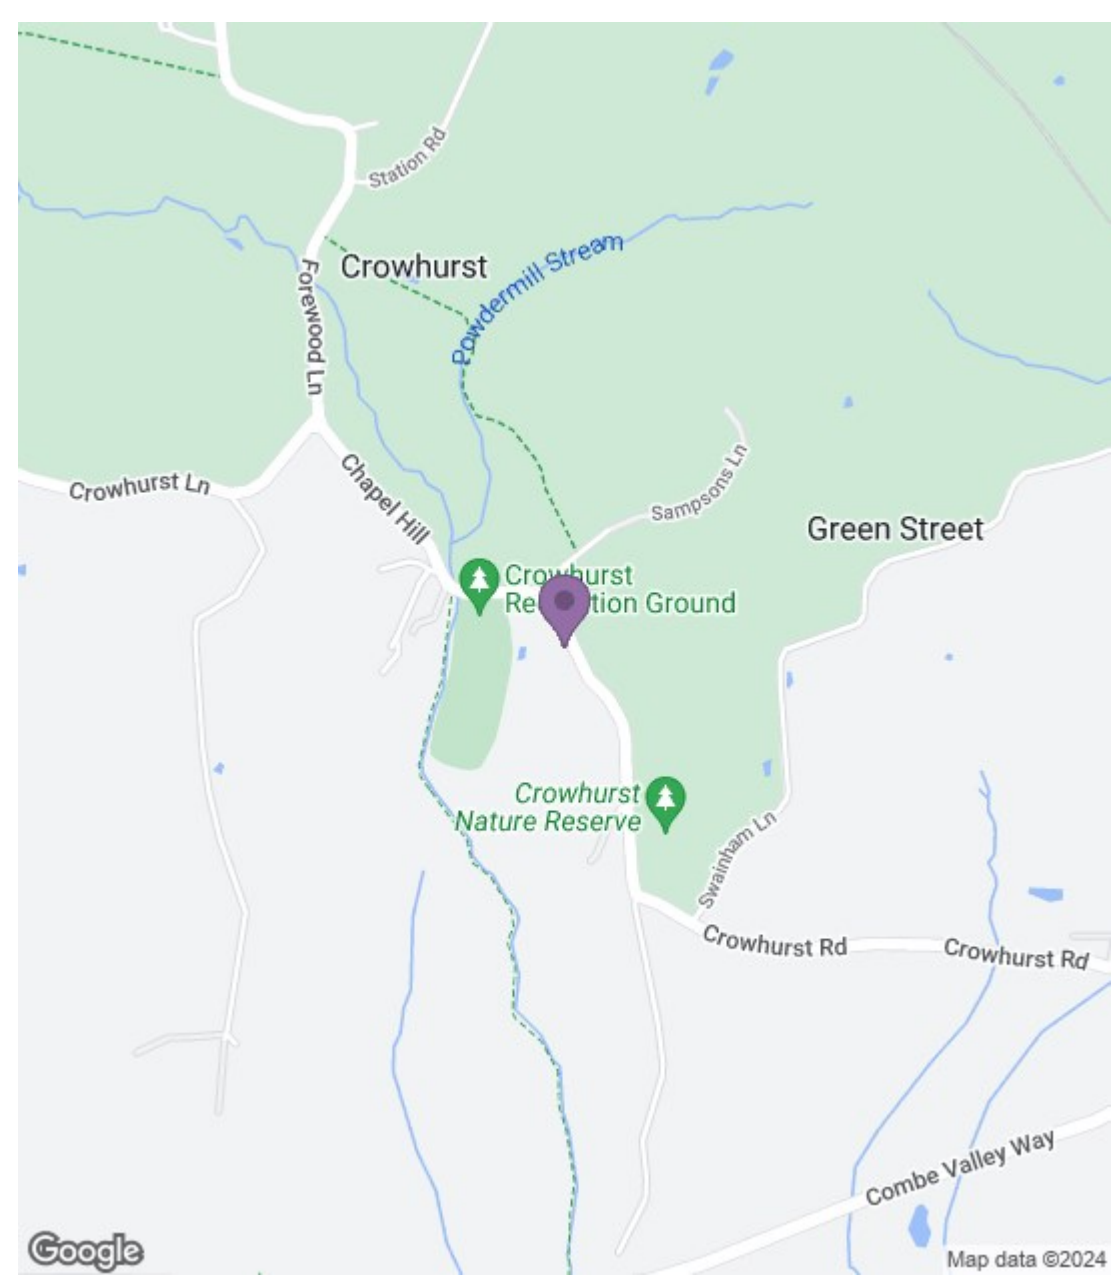 Station Rd
Crowhurst
Powdermill Stream
Forewood Ln
Crowhurst Ln
Chapel Hill
Sampsons Ln
Green Street
Crowhurst
Ground
Crowhurst
Nature Reserve
Swainham Ln
Crowhurst Rd
Crowhurst Rd
Combe Valley Way
Google
Map data ©2024